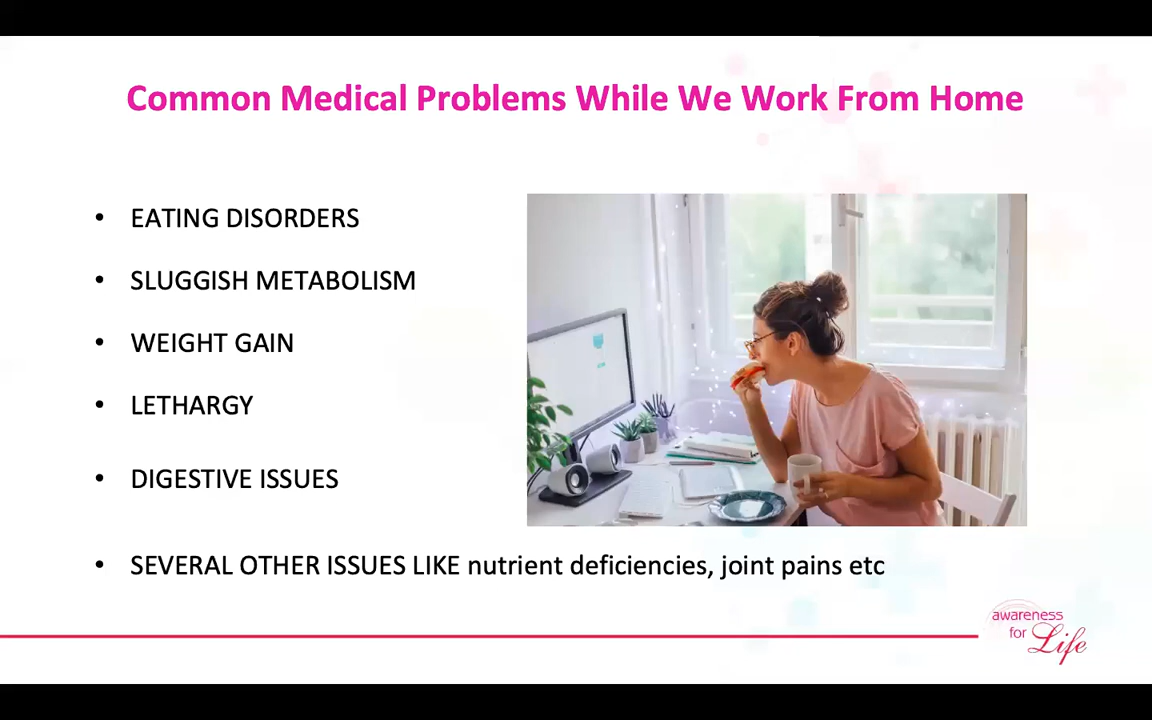 Common Medical Problems While We Work From Home
• EATING DISORDERS
• SLUGGISH METABOLISM
• WEIGHT GAIN
• LETHARGY
• DIGESTIVE ISSUES
• SEVERAL OTHER ISSUES LIKE nutrient deficiencies, joint pains etc
awareness
for
Life